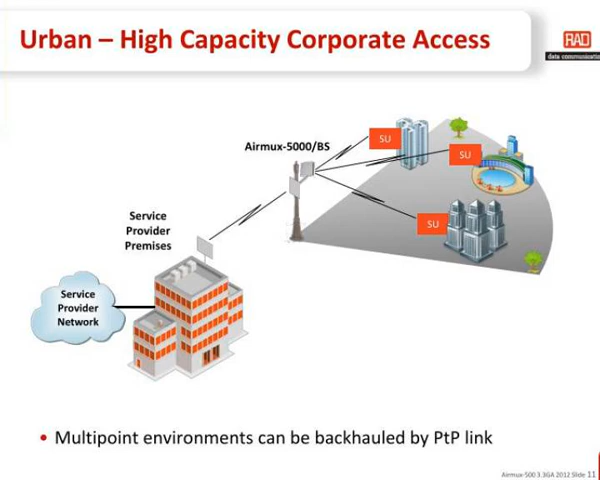 Urban – High Capacity Corporate Access
RAD
data communications
Airmux-5000/BS
SU
SU
SU
Service
Provider
Premises
Service
Provider
Network
• Multipoint environments can be backhauled by PtP link
Airmux-500 3.3GA 2012 Slide 11